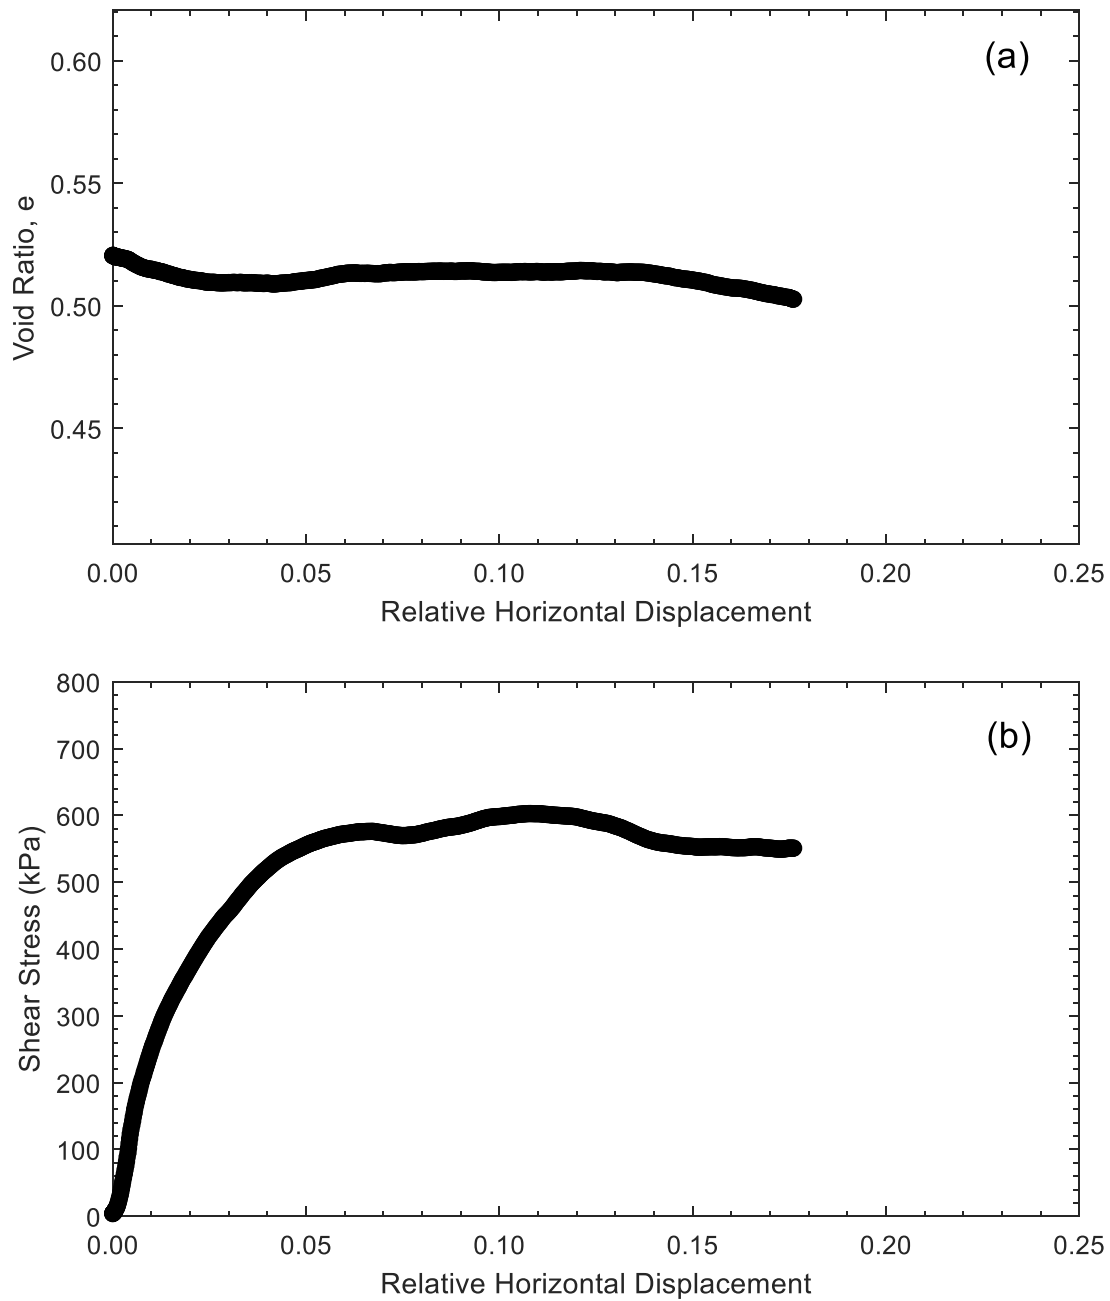 (a)
0.60
0.55
0.50
0.45
Void Ratio, e
0.00 0.05 0.10 0.15 0.20 0.25
Relative Horizontal Displacement
(b)
800
700
600
500
400
300
200
100
0
Shear Stress (kPa)
0.00 0.05 0.10 0.15 0.20 0.25
Relative Horizontal Displacement